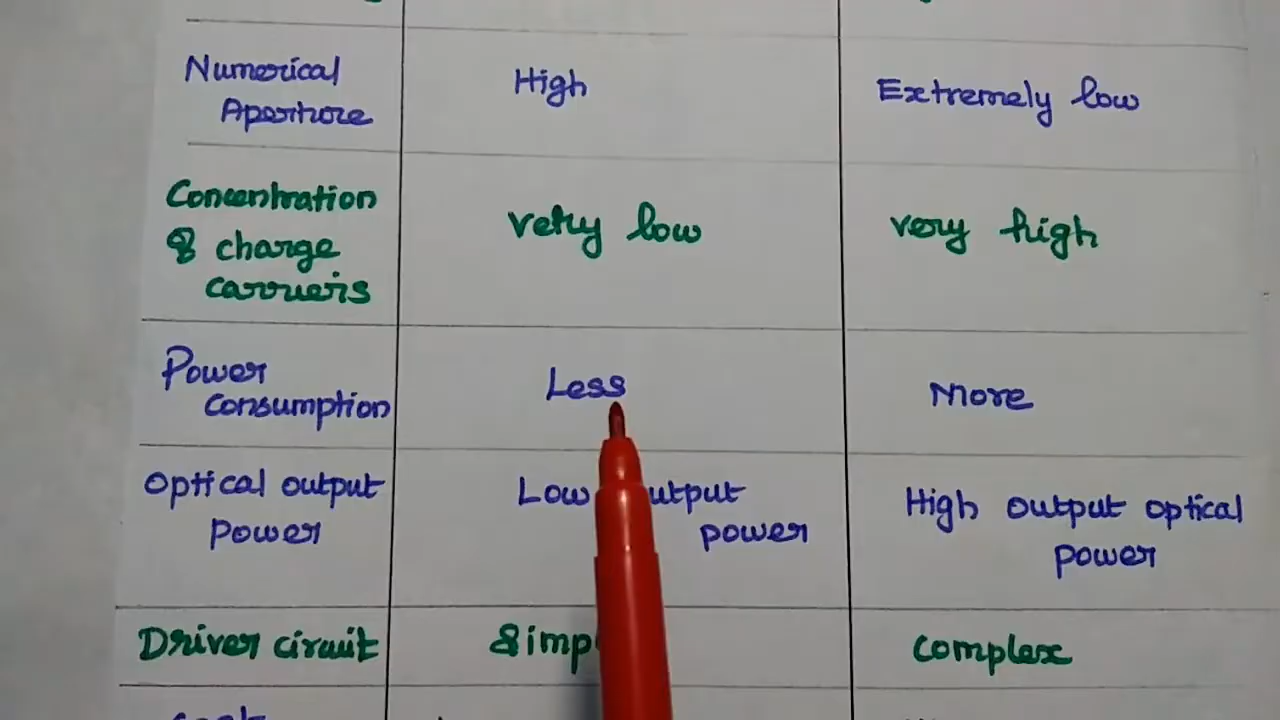 Numerical
Aperture
High
Extremely low
Concentration
of charge
carriers
very low
very high
Power
consumption
Less
More
Optical output
power
Low output
power
High output optical
power
Driver circuit
Simp
complex